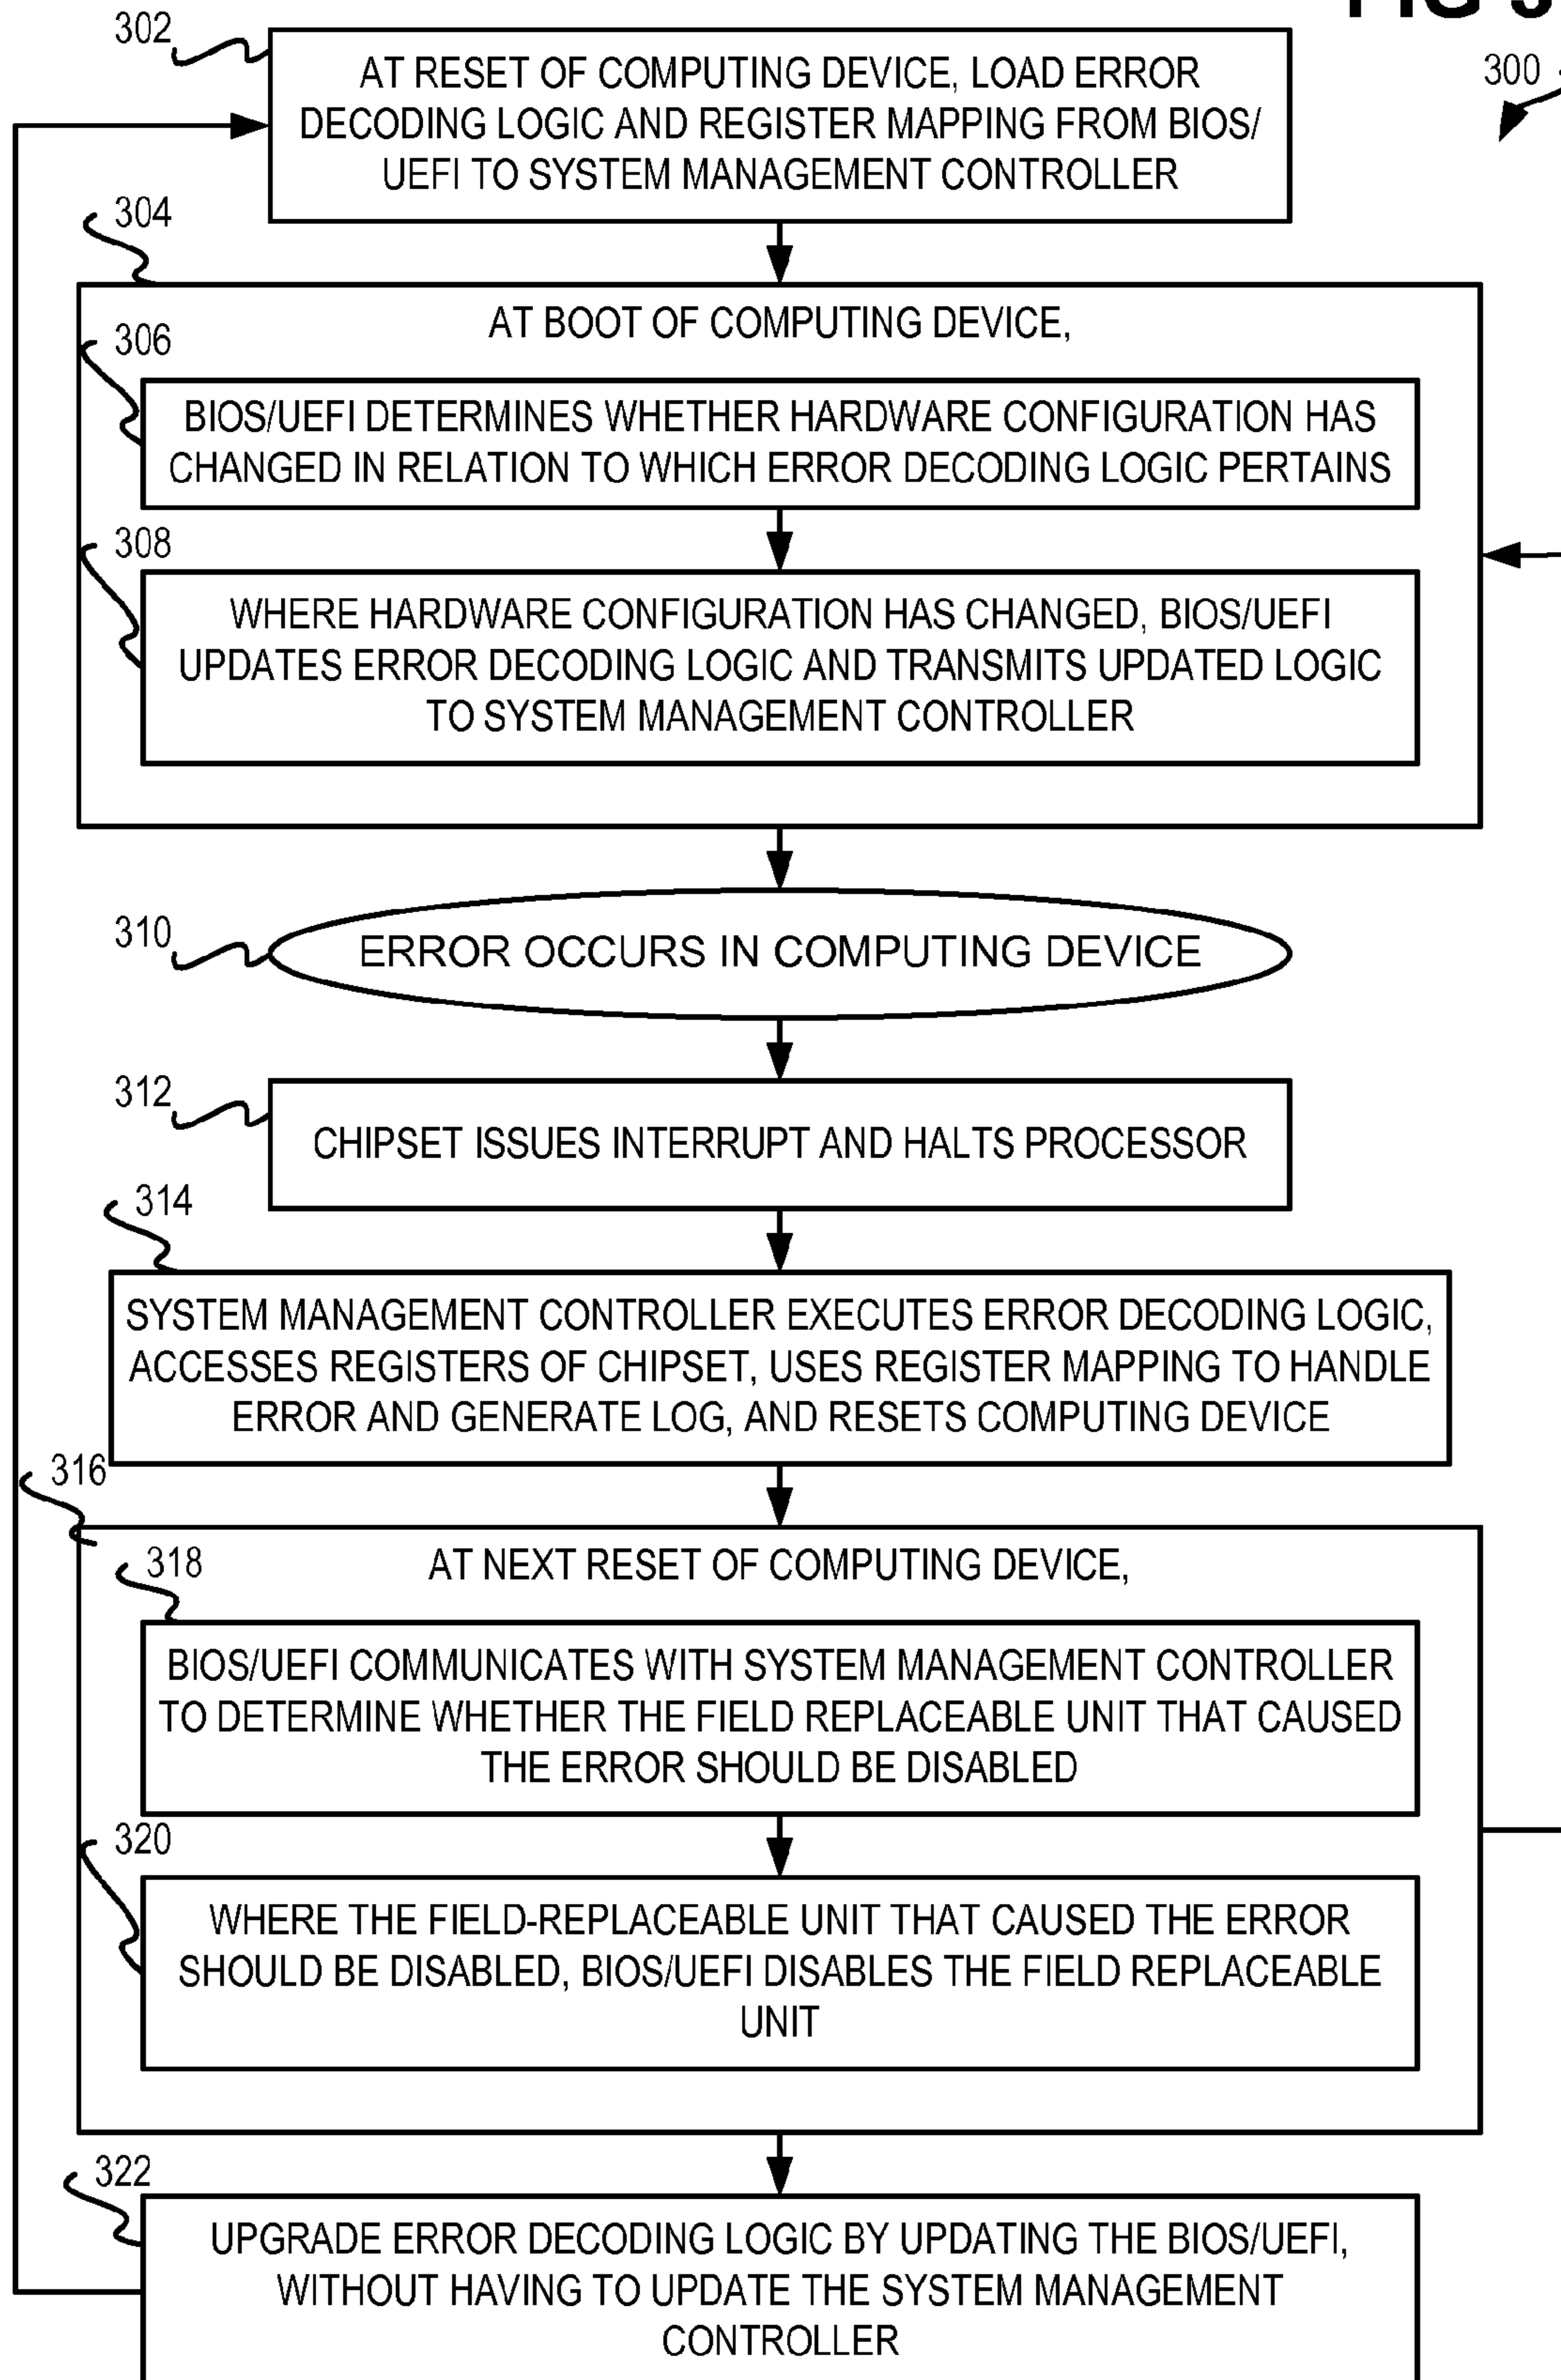 302
300
AT RESET OF COMPUTING DEVICE, LOAD ERROR
DECODING LOGIC AND REGISTER MAPPING FROM BIOS/
UEFI TO SYSTEM MANAGEMENT CONTROLLER
304
AT BOOT OF COMPUTING DEVICE,
306
BIOS/UEFI DETERMINES WHETHER HARDWARE CONFIGURATION HAS
CHANGED IN RELATION TO WHICH ERROR DECODING LOGIC PERTAINS
308
WHERE HARDWARE CONFIGURATION HAS CHANGED, BIOS/UEFI
UPDATES ERROR DECODING LOGIC AND TRANSMITS UPDATED LOGIC
TO SYSTEM MANAGEMENT CONTROLLER
310
ERROR OCCURS IN COMPUTING DEVICE
312
CHIPSET ISSUES INTERRUPT AND HALTS PROCESSOR
314
SYSTEM MANAGEMENT CONTROLLER EXECUTES ERROR DECODING LOGIC,
ACCESSES REGISTERS OF CHIPSET, USES REGISTER MAPPING TO HANDLE
ERROR AND GENERATE LOG, AND RESETS COMPUTING DEVICE
316
AT NEXT RESET OF COMPUTING DEVICE,
318
BIOS/UEFI COMMUNICATES WITH SYSTEM MANAGEMENT CONTROLLER
TO DETERMINE WHETHER THE FIELD REPLACEABLE UNIT THAT CAUSED
THE ERROR SHOULD BE DISABLED
320
WHERE THE FIELD-REPLACEABLE UNIT THAT CAUSED THE ERROR
SHOULD BE DISABLED, BIOS/UEFI DISABLES THE FIELD REPLACEABLE
UNIT
322
UPGRADE ERROR DECODING LOGIC BY UPDATING THE BIOS/UEFI,
WITHOUT HAVING TO UPDATE THE SYSTEM MANAGEMENT
CONTROLLER